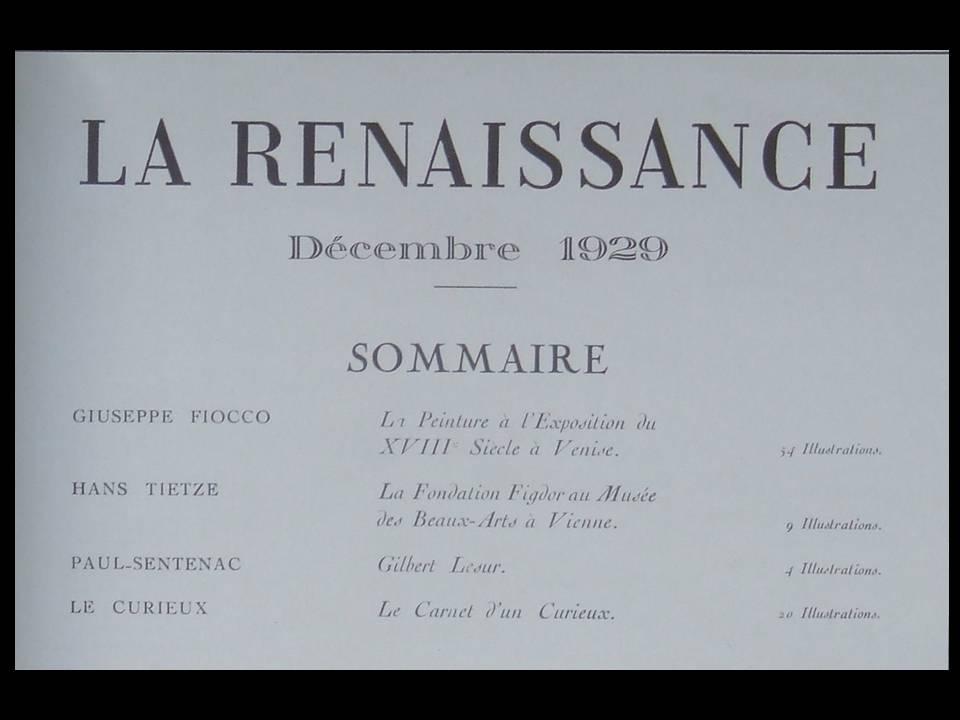 LA RENAISSANCE
Décembre 1929
SOMMAIRE
GIUSEPPE FIOCCO La Peinture à l'Exposition du
XVIIIe Siècle à Venise. 34 Illustrations.
HANS TIETZE La Fondation Figdor au Musée
des Beaux-Arts à Vienne. 9 Illustrations.
PAUL-SENTENAC Gilbert Lesur. 4 Illustrations.
LE CURIEUX Le Carnet d'un Curieux. 20 Illustrations.